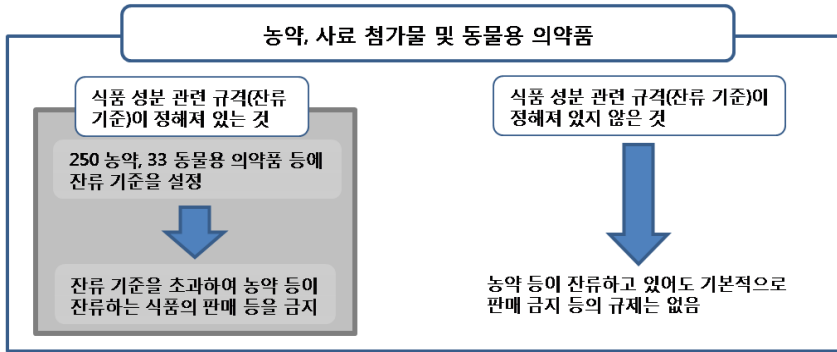 농약, 사료 첨가물 및 동물용 의약품
식품 성분 관련 규격(잔류
기준)이 정해져 있는 것
250 농약, 33 동물용 의약품 등에
잔류 기준을 설정
잔류 기준을 초과하여 농약 등이
잔류하는 식품의 판매 등을 금지
식품 성분 관련 규격(잔류 기준)이
정해져 있지 않은 것
농약 등이 잔류하고 있어도 기본적으로
판매 금지 등의 규제는 없음